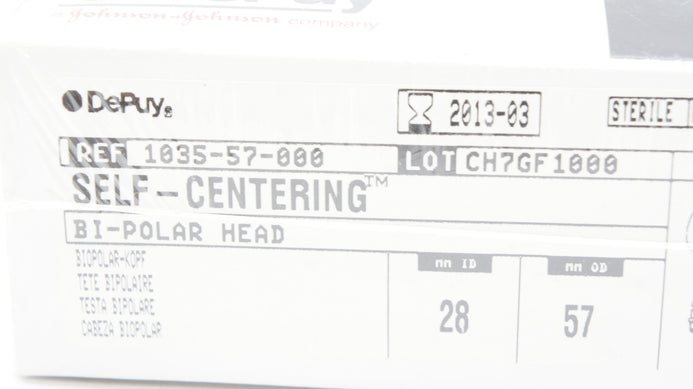 a Johnson & Johnson company
DePuy®
2013-03
STERILE
REF 1035-57-000
LOT CH7GF1000
SELF-CENTERING™
BI-POLAR HEAD
BIOPOLAR-KOPF
TETE BIPOLAIRE
TESTA BIPOLARE
CABEZA BIOPOLAR
mm ID
28
mm OD
57